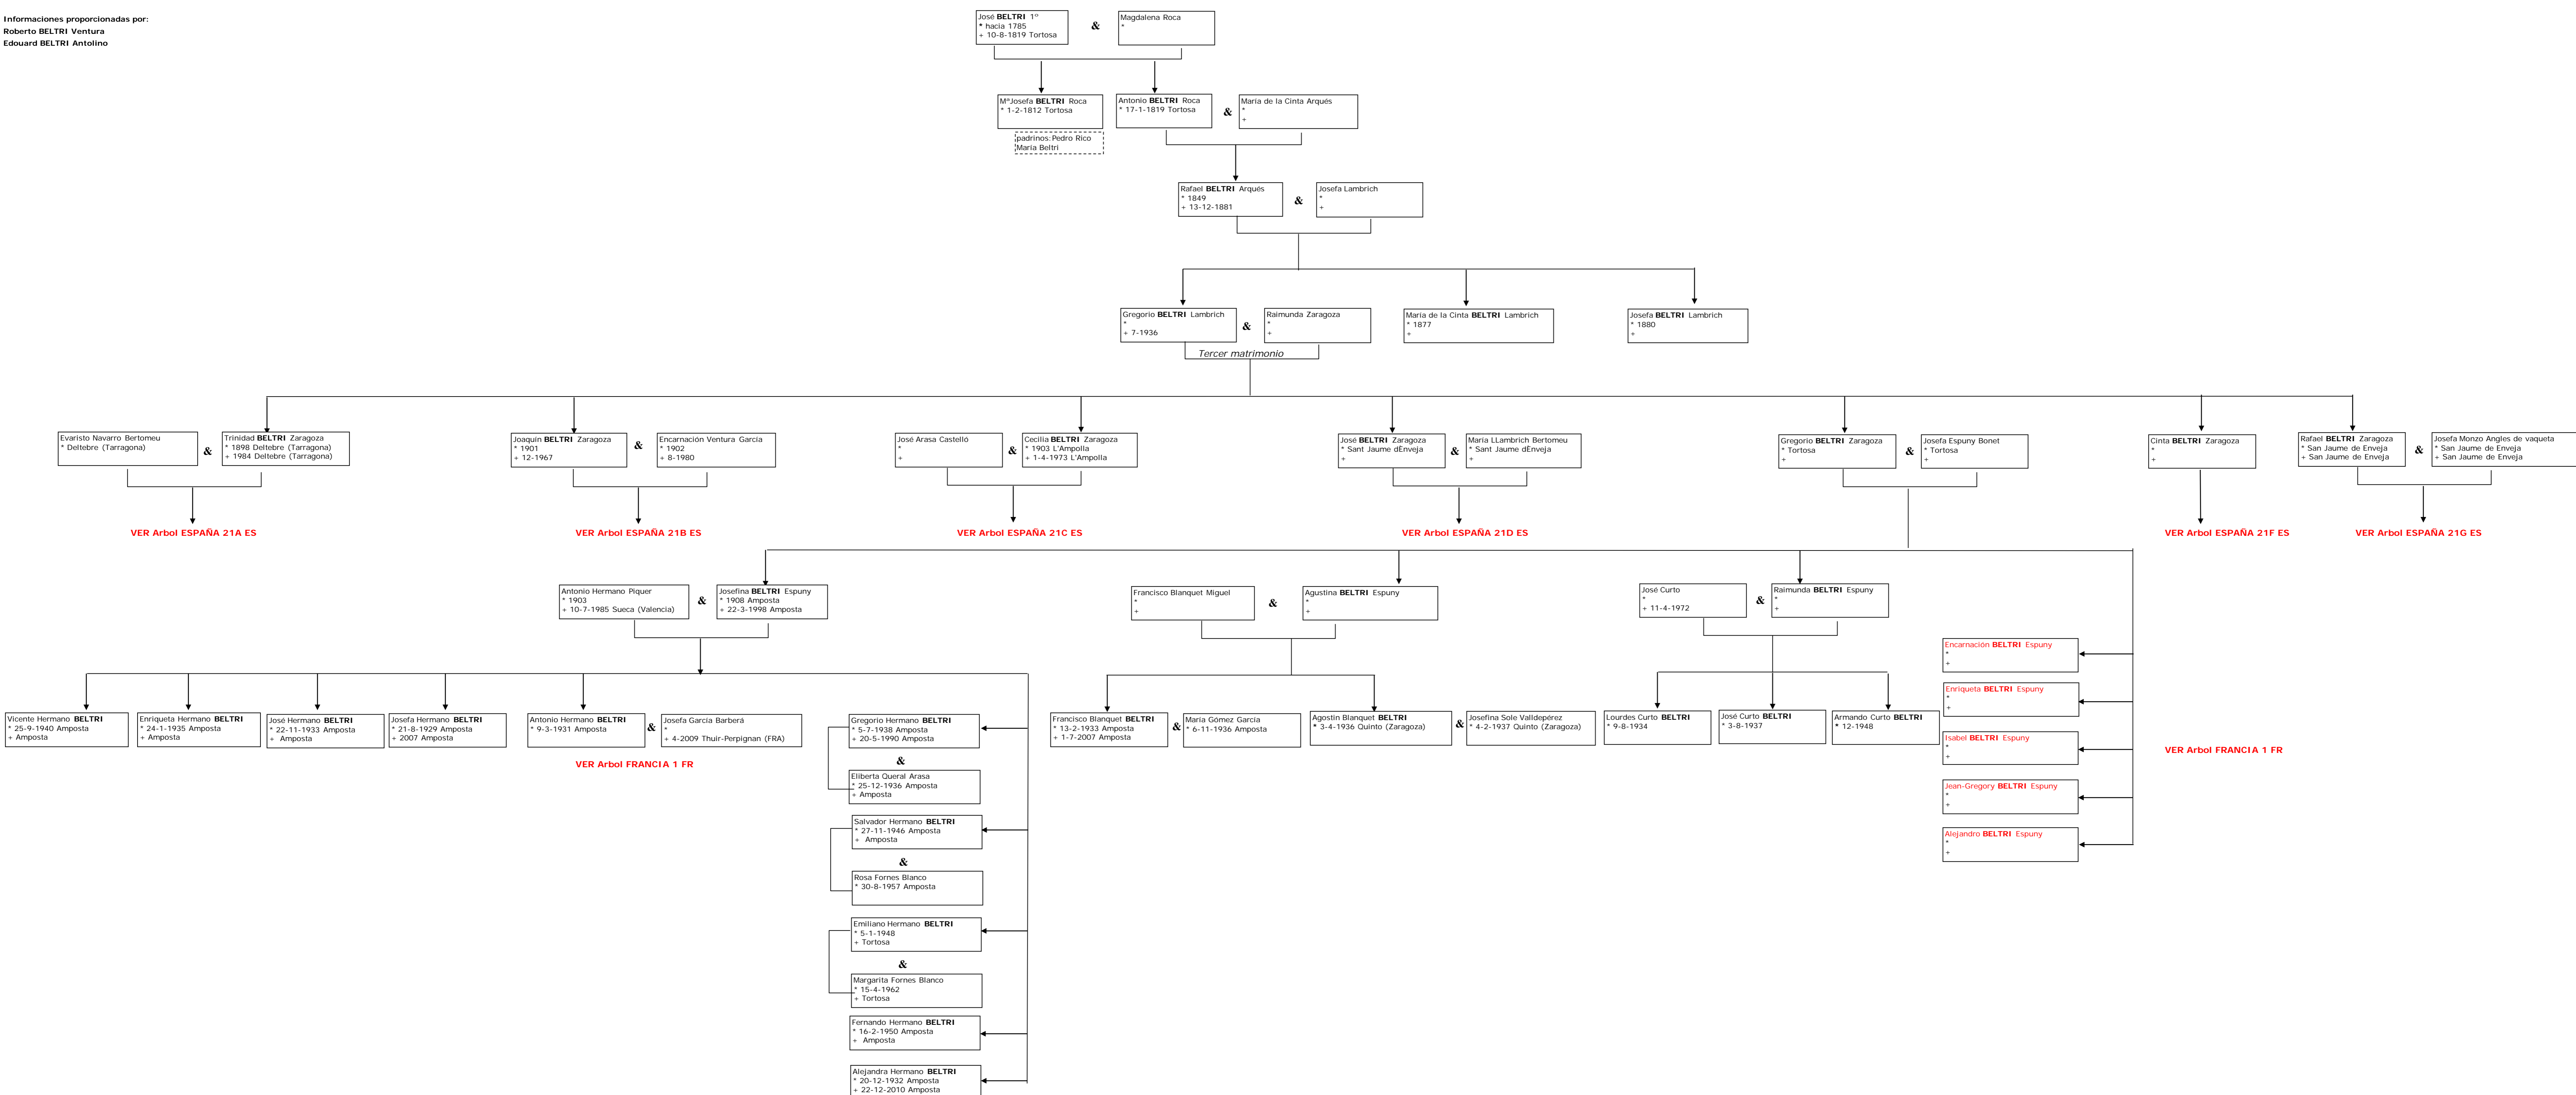 Informaciones proporcionadas por:
Roberto BELTRI Ventura
Edouard BELTRI Antolino
José BELTRI 1º
* hacia 1785
+ 10-8-1819 Tortosa
&
Magdalena Roca
*
MªJosefa BELTRI Roca
* 1-2-1812 Tortosa
padrinos: Pedro Rico
Maria Beltri
Antonio BELTRI Roca
* 17-1-1819 Tortosa
&
María de la Cinta Arqués
*
+
Rafael BELTRI Arqués
* 1849
+ 13-12-1881
&
Josefa Lambrich
*
+
Gregorio BELTRI Lambrich
*
+ 7-1936
&
Raimunda Zaragoza
*
+
Tercer matrimonio
María de la Cinta BELTRI Lambrich
* 1877
+
Josefa BELTRI Lambrich
* 1880
+
Evaristo Navarro Bertomeu
* Deltebre (Tarragona)
&
Trinidad BELTRI Zaragoza
* 1898 Deltebre (Tarragona)
+ 1984 Deltebre (Tarragona)
Joaquín BELTRI Zaragoza
* 1901
+ 12-1967
&
Encarnación Ventura Garcia
* 1902
+ 8-1980
José Arasa Castelló
*
+
&
Cecilia BELTRI Zaragoza
* 1903 L'Ampolla
+ 1-4-1973 L'Ampolla
José BELTRI Zaragoza
* Sant Jaume dEnveja
+
&
Maria LLambrich Bertomeu
* Sant Jaume dEnveja
+
Gregorio BELTRI Zaragoza
* Tortosa
+
&
Josefa Espuny Bonet
* Tortosa
+
Cinta BELTRI Zaragoza
*
+
Rafael BELTRI Zaragoza
* San Jaume de Enveja
+ San Jaume de Enveja
&
Josefa Monzo Angles de vaqueta
* San Jaume de Enveja
+ San Jaume de Enveja
VER Arbol ESPAÑA 21A ES
VER Arbol ESPAÑA 21B ES
VER Arbol ESPAÑA 21C ES
VER Arbol ESPAÑA 21D ES
VER Arbol ESPAÑA 21F ES
VER Arbol ESPAÑA 21G ES
Antonio Hermano Piquer
* 1903
+ 10-7-1985 Sueca (Valencia)
&
Josefina BELTRI Espuny
* 1908 Amposta
+ 22-3-1998 Amposta
Francisco Blanquet Miguel
*
+
&
Agustina BELTRI Espuny
*
+
José Curto
*
+ 11-4-1972
&
Raimunda BELTRI Espuny
*
+
Encarnación BELTRI Espuny
*
+
Enriqueta BELTRI Espuny
*
+
Isabel BELTRI Espuny
*
+
Jean-Gregory BELTRI Espuny
*
+
Alejandro BELTRI Espuny
*
+
VER Arbol FRANCIA 1 FR
Vicente Hermano BELTRI
* 25-9-1940 Amposta
+ Amposta
Enriqueta Hermano BELTRI
* 24-1-1935 Amposta
+ Amposta
José Hermano BELTRI
* 22-11-1933 Amposta
+ Amposta
Josefa Hermano BELTRI
* 21-8-1929 Amposta
+ 2007 Amposta
Antonio Hermano BELTRI
* 9-3-1931 Amposta
&
Josefa Garcia Barberá
*
+ 4-2009 Thuir-Perpignan (FRA)
VER Arbol FRANCIA 1 FR
Gregorio Hermano BELTRI
* 5-7-1938 Amposta
+ 20-5-1990 Amposta
&
Eliberta Queral Arasa
* 25-12-1936 Amposta
+ Amposta
Salvador Hermano BELTRI
* 27-11-1946 Amposta
+ Amposta
&
Rosa Fornes Blanco
* 30-8-1957 Amposta
Emiliano Hermano BELTRI
* 5-1-1948
+ Tortosa
&
Margarita Fornes Blanco
* 15-4-1962
+ Tortosa
Fernando Hermano BELTRI
* 16-2-1950 Amposta
+ Amposta
Alejandra Hermano BELTRI
* 20-12-1932 Amposta
+ 22-12-2010 Amposta
Francisco Blanquet BELTRI
* 13-2-1933 Amposta
+ 1-7-2007 Amposta
&
María Gómez Garcia
* 6-11-1936 Amposta
Agostin Blanquet BELTRI
* 3-4-1936 Quinto (Zaragoza)
&
Josefina Sole Valldepérez
* 4-2-1937 Quinto (Zaragoza)
Lourdes Curto BELTRI
* 9-8-1934
José Curto BELTRI
* 3-8-1937
Armando Curto BELTRI
* 12-1948